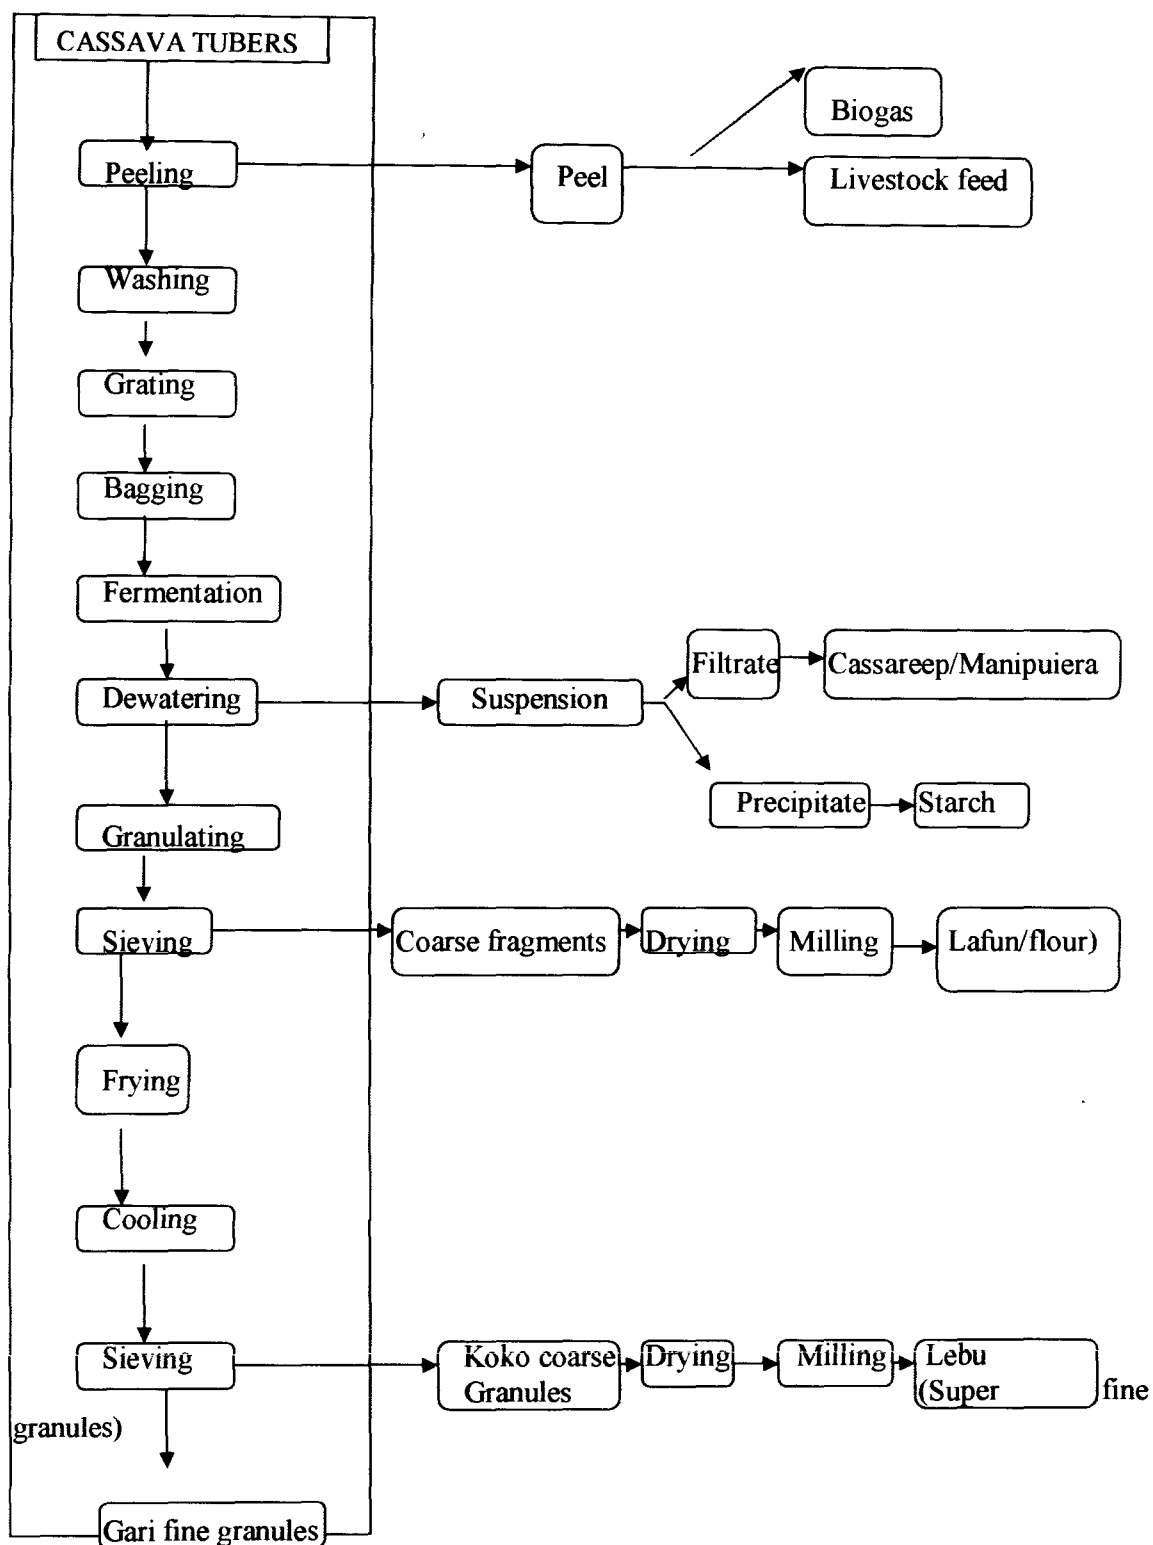 CASSAVA TUBERS
Biogas
Peeling
Peel
Livestock feed
Washing
Grating
Bagging
Fermentation
Filtrate
Cassareep/Manipuiera
Dewatering
Suspension
Precipitate
Starch
Granulating
Sieving
Coarse fragments
Drying
Milling
Lafun/flour)
Frying
Cooling
Sieving
Koko coarse
Granules
Drying
Milling
Lebu
(Super fine
granules)
Gari fine granules